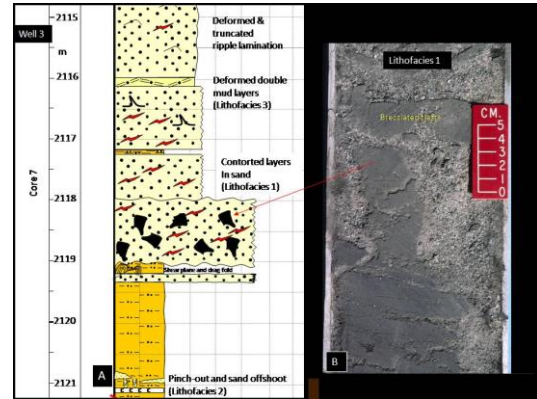 Well 3
-2115
m
Deformed &
truncated
ripple lamination
-2116
Deformed double
mud layers
(Lithofacies 3)
-2117
Core 7
Contorted layers
In sand
(Lithofacies 1)
-2118
-2119
Shear plane and drag fold
-2120
Pinch-out and sand offshoot
(Lithofacies 2)
-2121
A
Lithofacies 1
Brecciated clasts
CM.
5
4
3
2
1
0
B